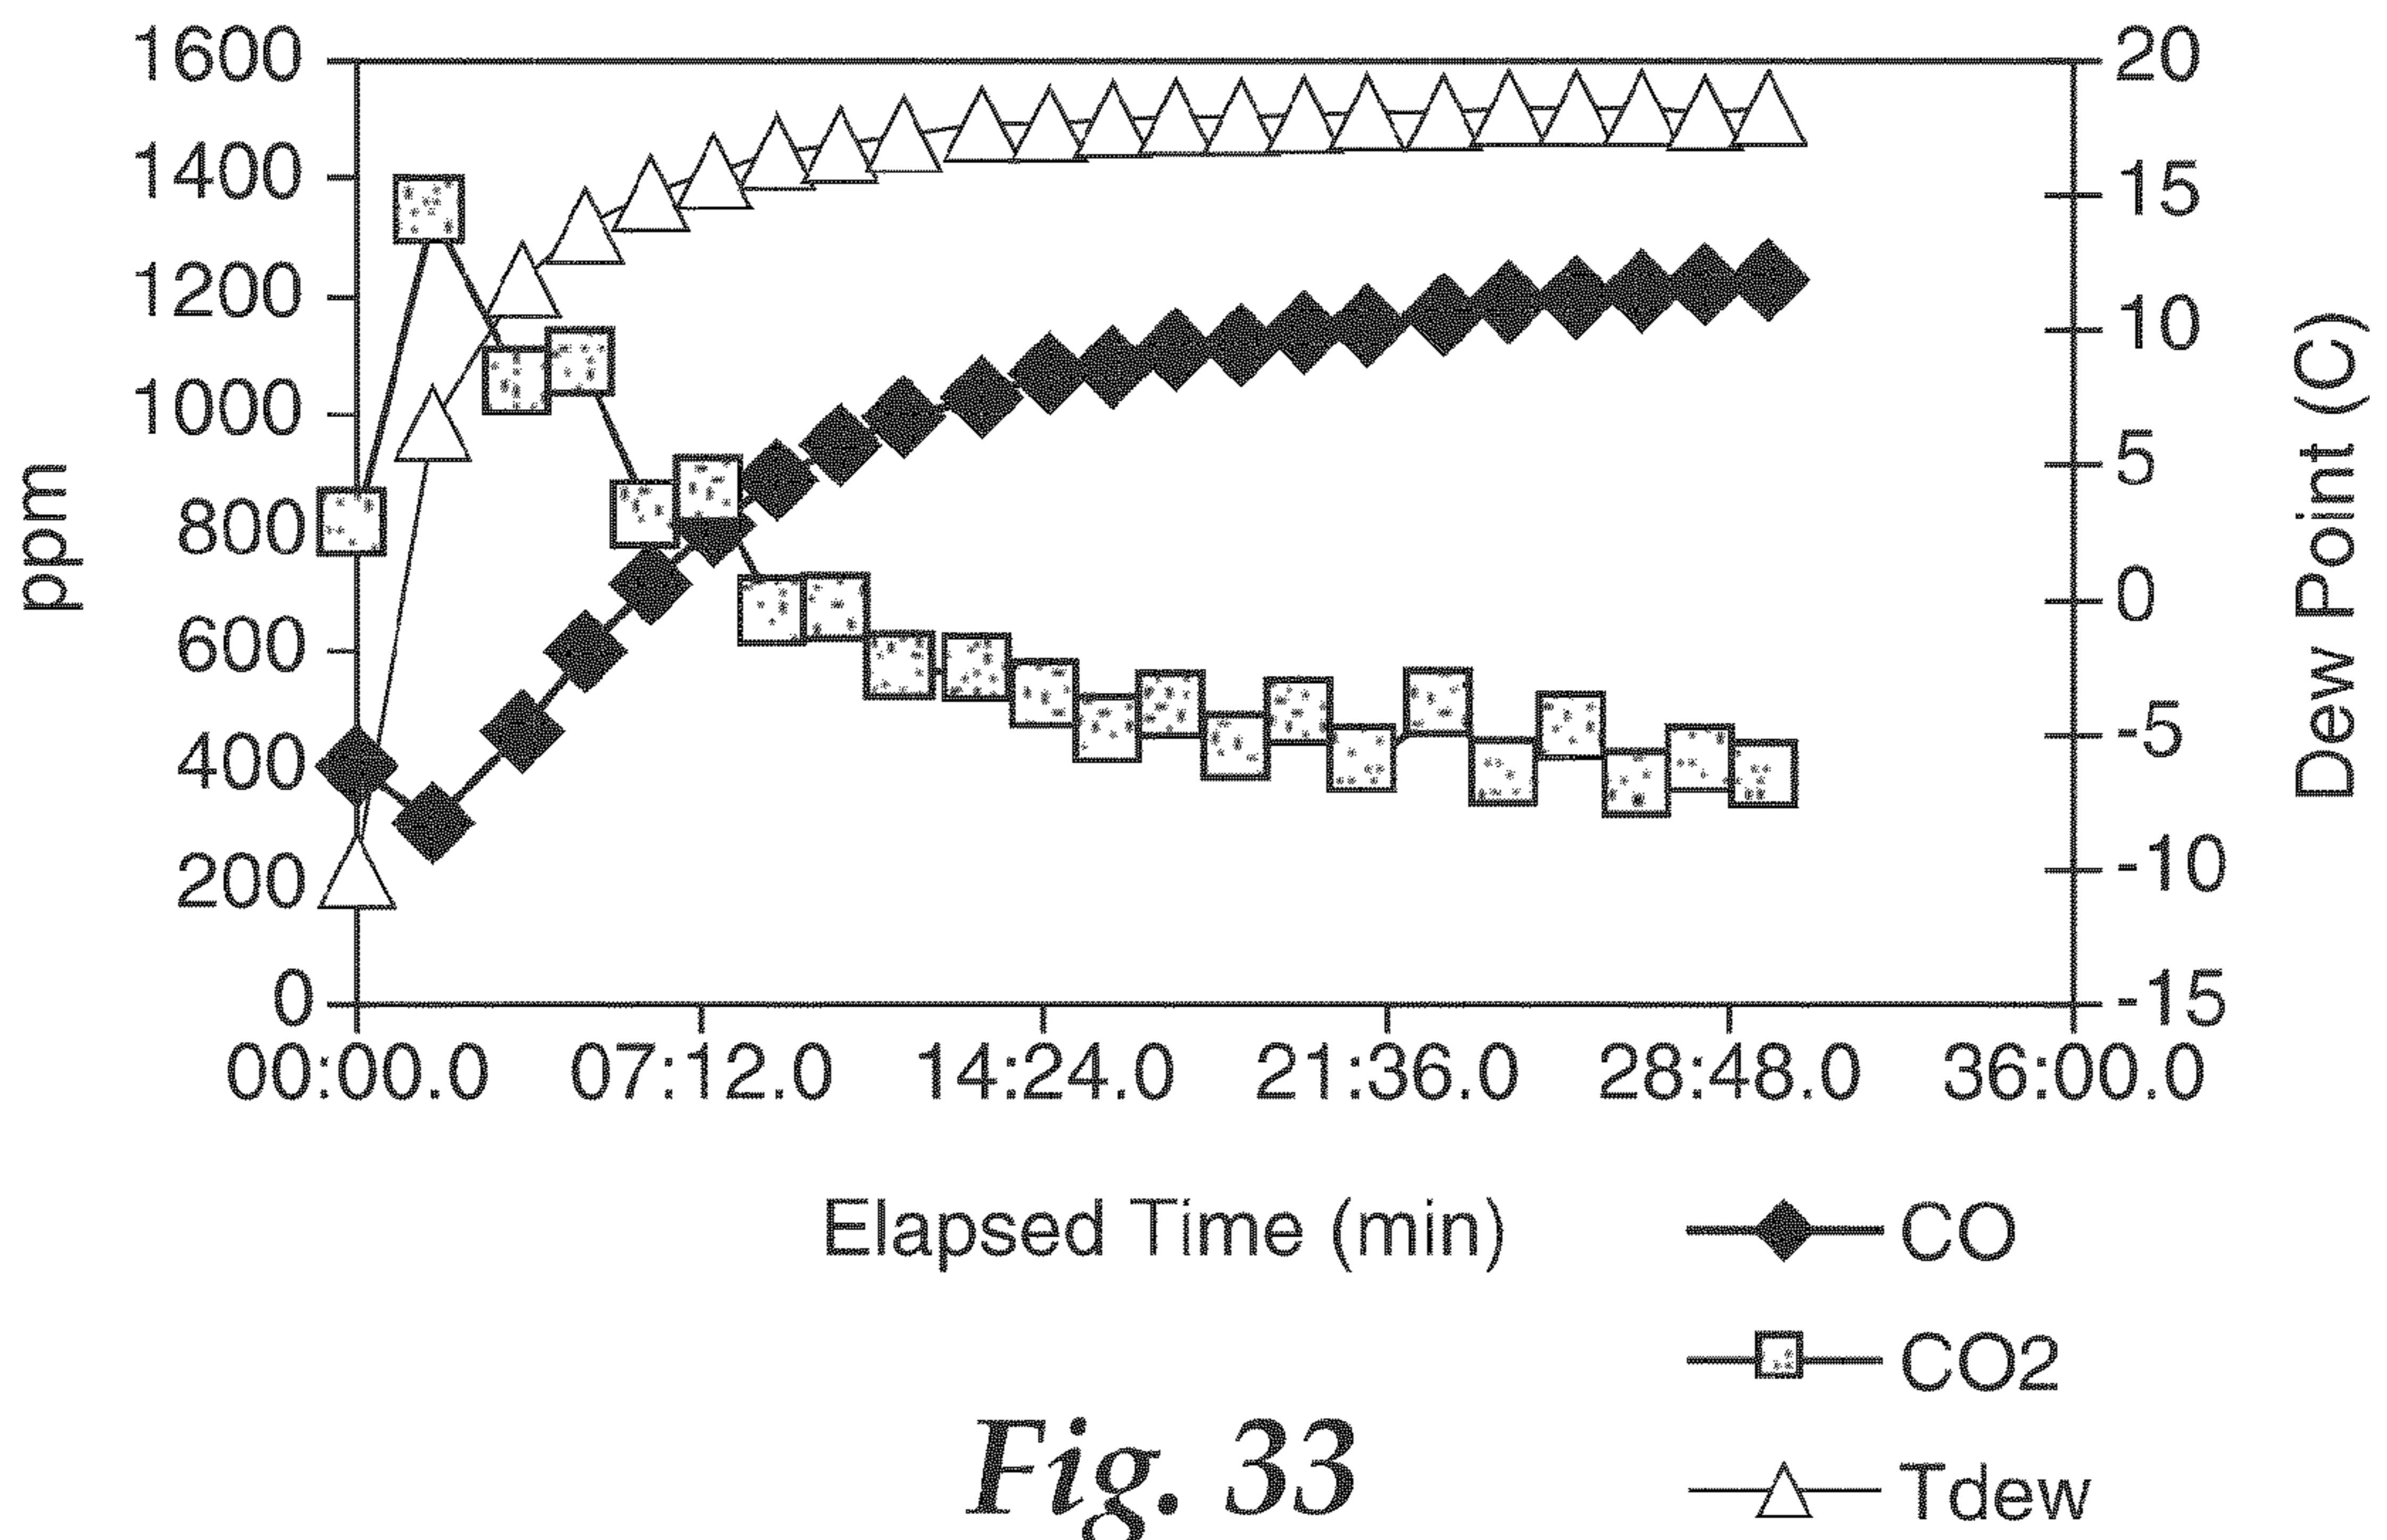 1600
1400
1200
1000
800
600
400
200
0
ppm
20
15
10
5
0
-5
-10
-15
Dew Point (C)
00:00.0 07:12.0 14:24.0 21:36.0 28:48.0 36:00.0
Elapsed Time (min)
CO
CO2
Tdew
Fig. 33